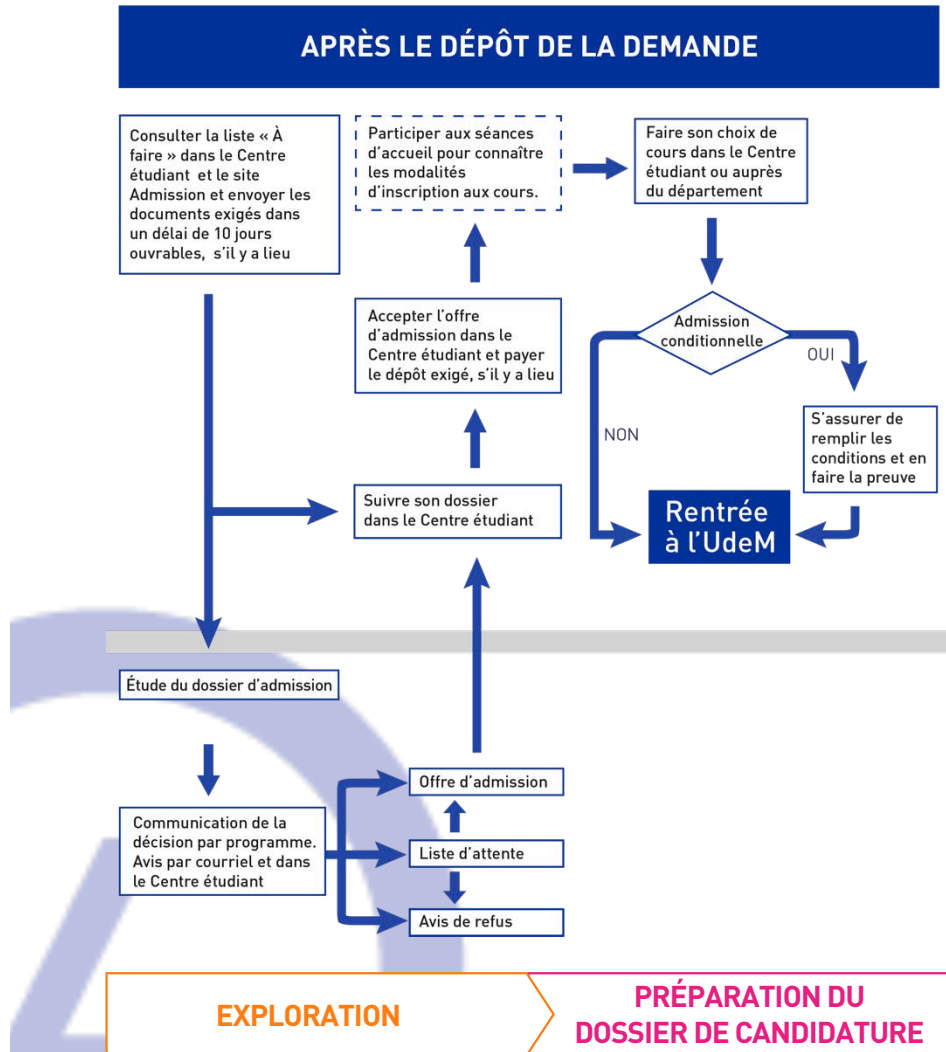 APRÈS LE DÉPÔT DE LA DEMANDE
Consulter la liste « À
faire » dans le Centre
étudiant et le site
Admission et envoyer les
documents exigés dans
un délai de 10 jours
ouvrables, s'il y a lieu
Participer aux séances
d'accueil pour connaître
les modalités
d'inscription aux cours.
Faire son choix de
cours dans le Centre
étudiant ou auprès
du département
Accepter l'offre
d'admission dans le
Centre étudiant et payer
le dépôt exigé, s'il y a lieu
Admission
conditionnelle
OUI
NON
S'assurer de
remplir les
conditions et en
faire la preuve
Suivre son dossier
dans le Centre étudiant
Rentrée
à l'UdeM
Étude du dossier d'admission
Communication de la
décision par programme.
Avis par courriel et dans
le Centre étudiant
Offre d'admission
Liste d'attente
Avis de refus
EXPLORATION
PRÉPARATION DU
DOSSIER DE CANDIDATURE